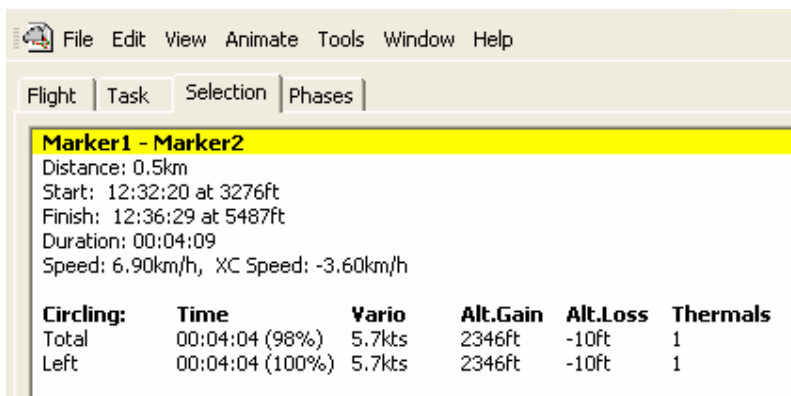 File Edit View Animate Tools Window Help
Flight Task Selection Phases
Marker1 - Marker2
Distance: 0.5km
Start: 12:32:20 at 3276ft
Finish: 12:36:29 at 5487ft
Duration: 00:04:09
Speed: 6.90km/h, XC Speed: -3.60km/h
Circling: Time Vario Alt.Gain Alt.Loss Thermals
Total 00:04:04 (98%) 5.7kts 2346ft -10ft 1
Left 00:04:04 (100%) 5.7kts 2346ft -10ft 1